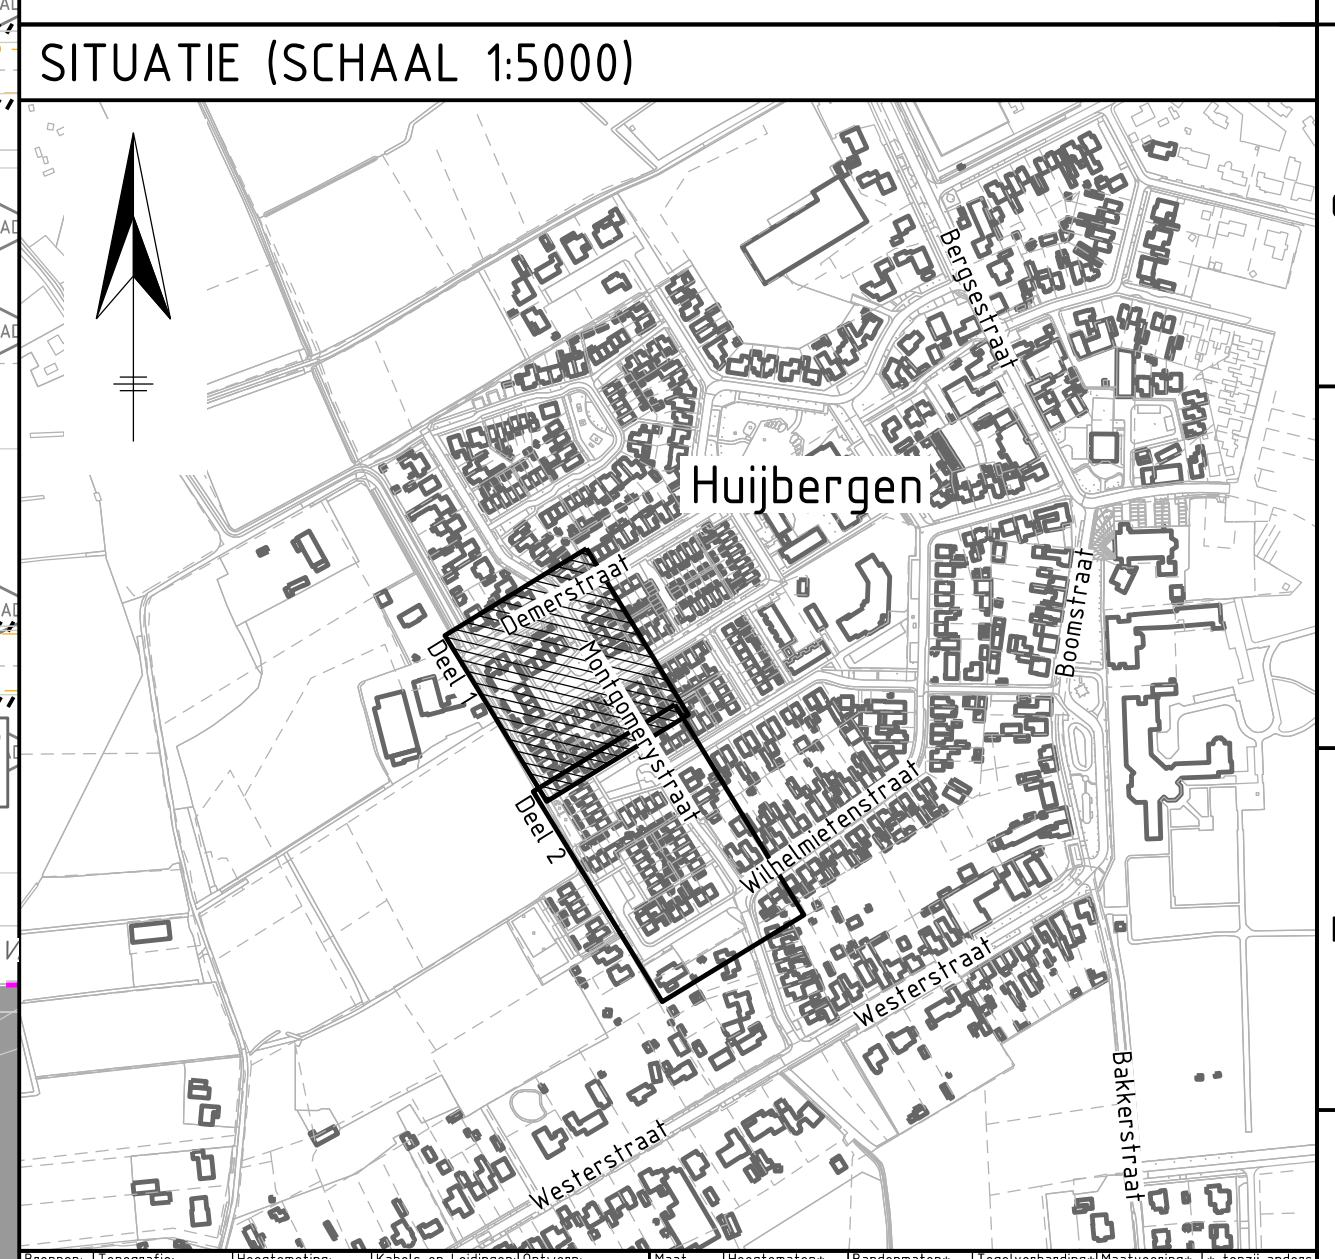 SITUATIE (SCHAAL 1:5000)
Bergsestraat
Huijbergen
Demerstraat
Boomstraat
Deel 1
Montgomerystraat
Deel 2
Wilhelmietenstraat
Westerstraat
Bakkerstraat
Westerstraat